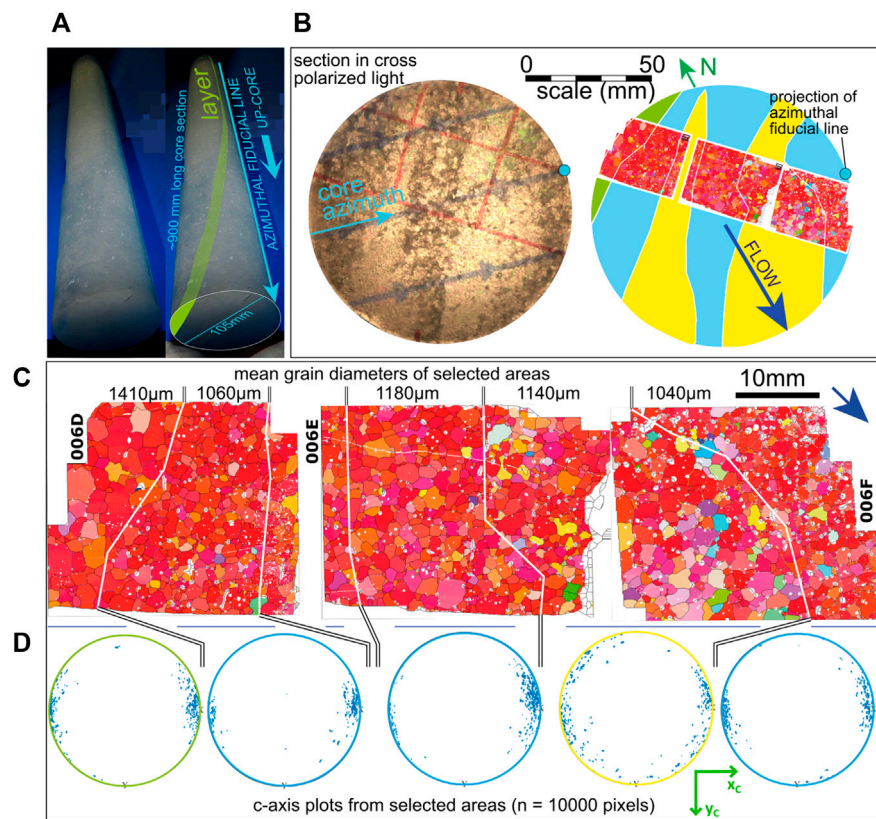 A
layer
~900 mm long core section
AZIMUTHAL FIDUCIAL LINE
UP-CORE
105mm
B
section in cross
polarized light
0 50
scale (mm)
N
projection of
azimuthal
fiducial line
core
azimuth
FLOW
C
mean grain diameters of selected areas
1410µm 1060µm 1180µm 1140µm 1040µm 10mm
006D
006E
006F
D
Y Y Y Y
xC
yC
c-axis plots from selected areas (n = 10000 pixels)